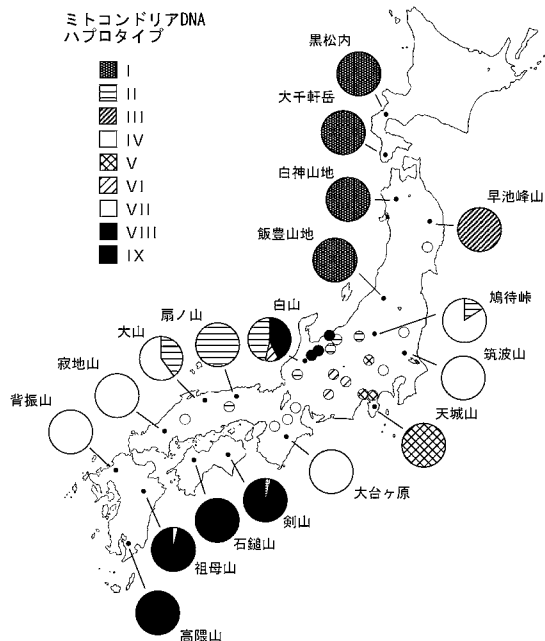 ミトコンドリアDNA
ハプロタイプ
I
II
III
IV
V
VI
VII
VIII
IX
黒松内
大千軒岳
白神山地
早池峰山
飯豊山地
鳩待峠
白山
扇ノ山
大山
筑波山
寂地山
天城山
背振山
大台ヶ原
剣山
石鎚山
祖母山
高隈山